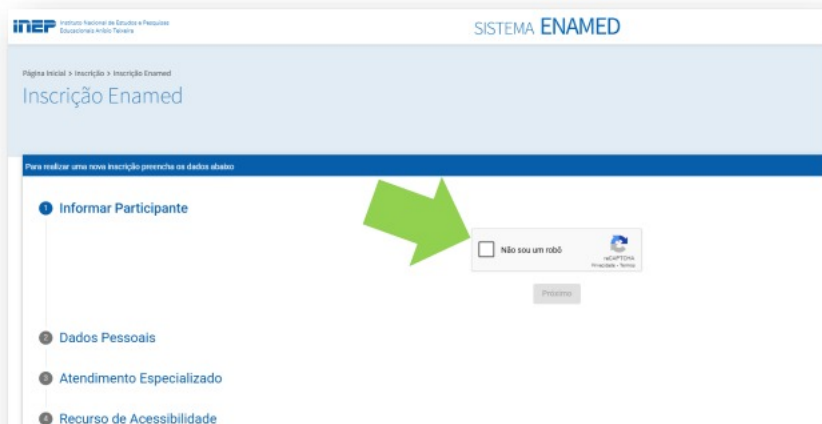 inep Instituto Nacional de Estudos e Pesquisas
Educacionais Anísio Teixeira
SISTEMA ENAMED
Página Inicial > Inscrição > Inscrição Enamed
Inscrição Enamed
Para realizar uma nova inscrição preencha os dados abaixo
1 Informar Participante
Não sou um robô
reCAPTCHA
Privacidade - Termos
Próximo
2 Dados Pessoais
3 Atendimento Especializado
4 Recurso de Acessibilidade